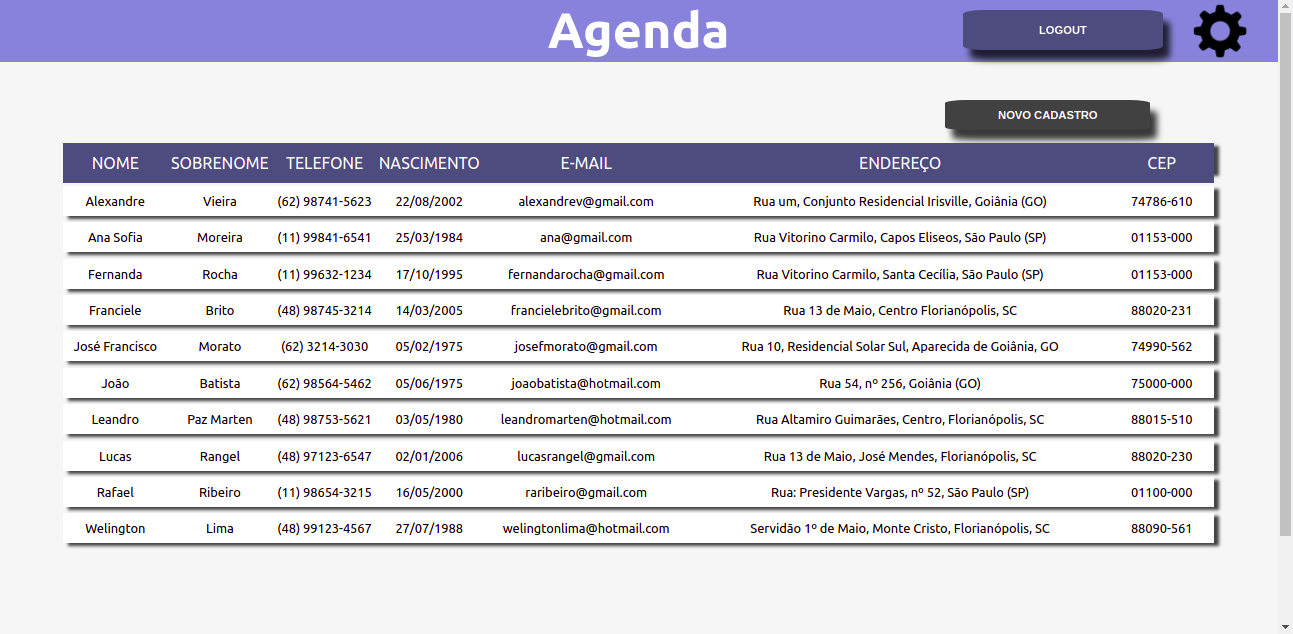 Agenda
LOGOUT
NOVO CADASTRO
NOME SOBRENOME TELEFONE NASCIMENTO E-MAIL ENDEREÇO CEP
Alexandre Vieira (62) 98741-5623 22/08/2002 alexandrev@gmail.com Rua um, Conjunto Residencial Irisville, Goiânia (GO) 74786-610
Ana Sofia Moreira (11) 99841-6541 25/03/1984 ana@gmail.com Rua Vitorino Carmilo, Capos Eliseos, São Paulo (SP) 01153-000
Fernanda Rocha (11) 99632-1234 17/10/1995 fernandarocha@gmail.com Rua Vitorino Carmilo, Santa Cecília, São Paulo (SP) 01153-000
Franciele Brito (48) 98745-3214 14/03/2005 francielebrito@gmail.com Rua 13 de Maio, Centro Florianópolis, SC 88020-231
José Francisco Morato (62) 3214-3030 05/02/1975 josefmorato@gmail.com Rua 10, Residencial Solar Sul, Aparecida de Goiânia, GO 74990-562
João Batista (62) 98564-5462 05/06/1975 joaobatista@hotmail.com Rua 54, nº 256, Goiânia (GO) 75000-000
Leandro Paz Marten (48) 98753-5621 03/05/1980 leandromarten@hotmail.com Rua Altamiro Guimarães, Centro, Florianópolis, SC 88015-510
Lucas Rangel (48) 97123-6547 02/01/2006 lucasrangel@gmail.com Rua 13 de Maio, José Mendes, Florianópolis, SC 88020-230
Rafael Ribeiro (11) 98654-3215 16/05/2000 raribeiro@gmail.com Rua: Presidente Vargas, nº 52, São Paulo (SP) 01100-000
Welington Lima (48) 99123-4567 27/07/1988 welingtonlima@hotmail.com Servidão 1º de Maio, Monte Cristo, Florianópolis, SC 88090-561